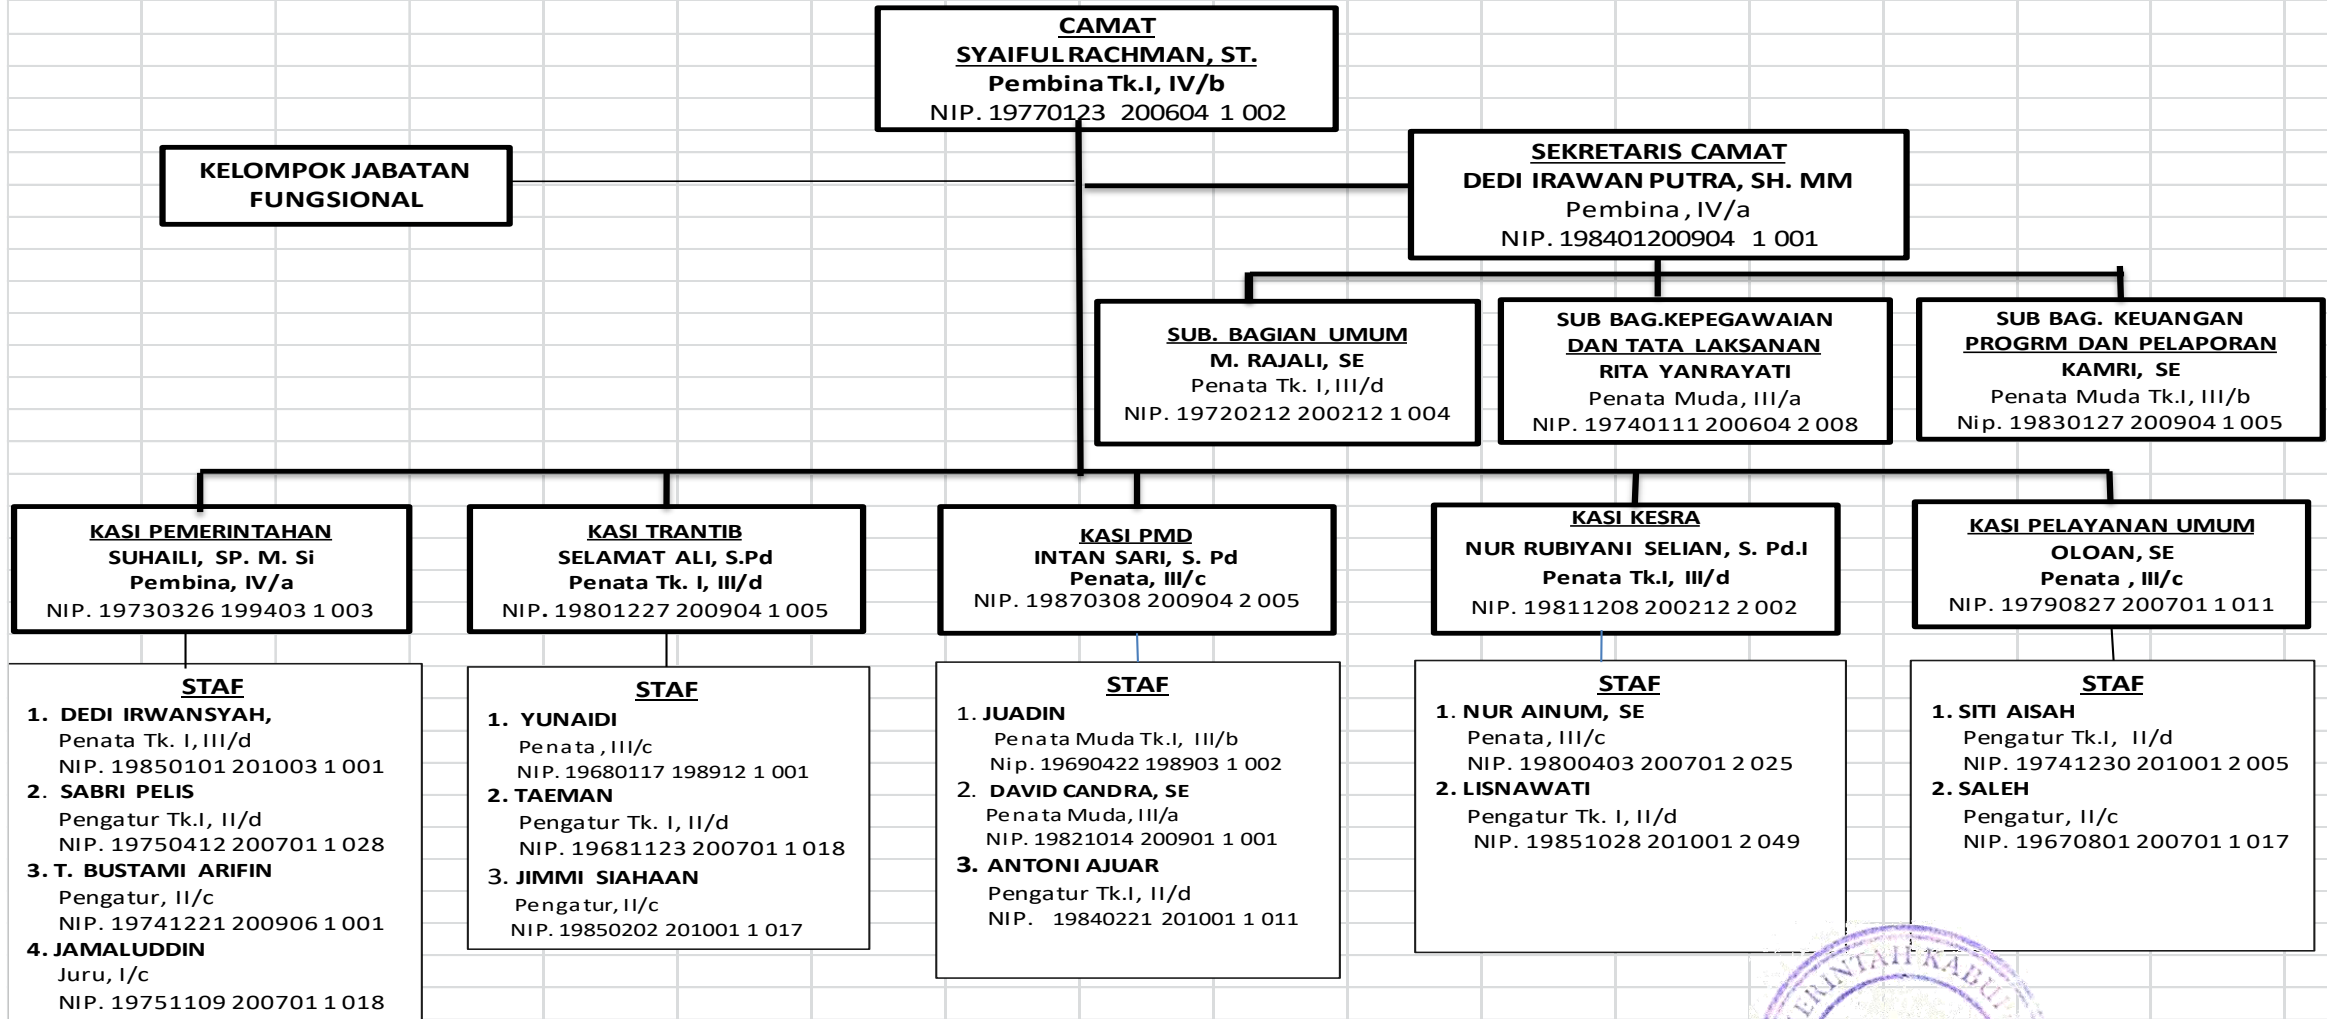 CAMAT
SYAIFUL RACHMAN, ST.
Pembina Tk.I, IV/b
NIP. 19770123 200604 1 002
KELOMPOK JABATAN
FUNGSIONAL
SEKRETARIS CAMAT
DEDI IRAWAN PUTRA, SH. MM
Pembina , IV/a
NIP. 198401200904 1 001
SUB. BAGIAN UMUM
M. RAJALI, SE
Penata Tk. I, III/d
NIP. 19720212 200212 1 004
SUB BAG.KEPEGAWAIAN
DAN TATA LAKSANAN
RITA YANRAYATI
Penata Muda, III/a
NIP. 19740111 200604 2 008
SUB BAG. KEUANGAN
PROGRM DAN PELAPORAN
KAMRI, SE
Penata Muda Tk.I, III/b
Nip. 19830127 200904 1 005
KASI PEMERINTAHAN
SUHAILI, SP. M. Si
Pembina, IV/a
NIP. 19730326 199403 1 003
KASI TRANTIB
SELAMAT ALI, S.Pd
Penata Tk. I, III/d
NIP. 19801227 200904 1 005
KASI PMD
INTAN SARI, S. Pd
Penata, III/c
NIP. 19870308 200904 2 005
KASI KESRA
NUR RUBIYANI SELIAN, S. Pd.I
Penata Tk.I, III/d
NIP. 19811208 200212 2 002
KASI PELAYANAN UMUM
OLOAN, SE
Penata , III/c
NIP. 19790827 200701 1 011
STAF
1. DEDI IRWANSYAH,
Penata Tk. I, III/d
NIP. 19850101 201003 1 001
2. SABRI PELIS
Pengatur Tk.I, II/d
NIP. 19750412 200701 1 028
3. T. BUSTAMI ARIFIN
Pengatur, II/c
NIP. 19741221 200906 1 001
4. JAMALUDDIN
Juru, I/c
NIP. 19751109 200701 1 018
STAF
1. YUNAIDI
Penata , III/c
NIP. 19680117 198912 1 001
2. TAEMAN
Pengatur Tk. I, II/d
NIP. 19681123 200701 1 018
3. JIMMI SIAHAAN
Pengatur, II/c
NIP. 19850202 201001 1 017
STAF
1. JUADIN
Penata Muda Tk.I, III/b
Nip. 19690422 198903 1 002
2. DAVID CANDRA, SE
Penata Muda, III/a
NIP. 19821014 200901 1 001
3. ANTONI AJUAR
Pengatur Tk.I, II/d
NIP. 19840221 201001 1 011
STAF
1. NUR AINUM, SE
Penata, III/c
NIP. 19800403 200701 2 025
2. LISNAWATI
Pengatur Tk. I, II/d
NIP. 19851028 201001 2 049
STAF
1. SITI AISAH
Pengatur Tk.I, II/d
NIP. 19741230 201001 2 005
2. SALEH
Pengatur, II/c
NIP. 19670801 200701 1 017